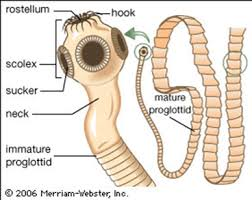 rostellum
hook
scolex
sucker
neck
immature
proglottid
mature
proglottid
© 2006 Merriam-Webster, Inc.